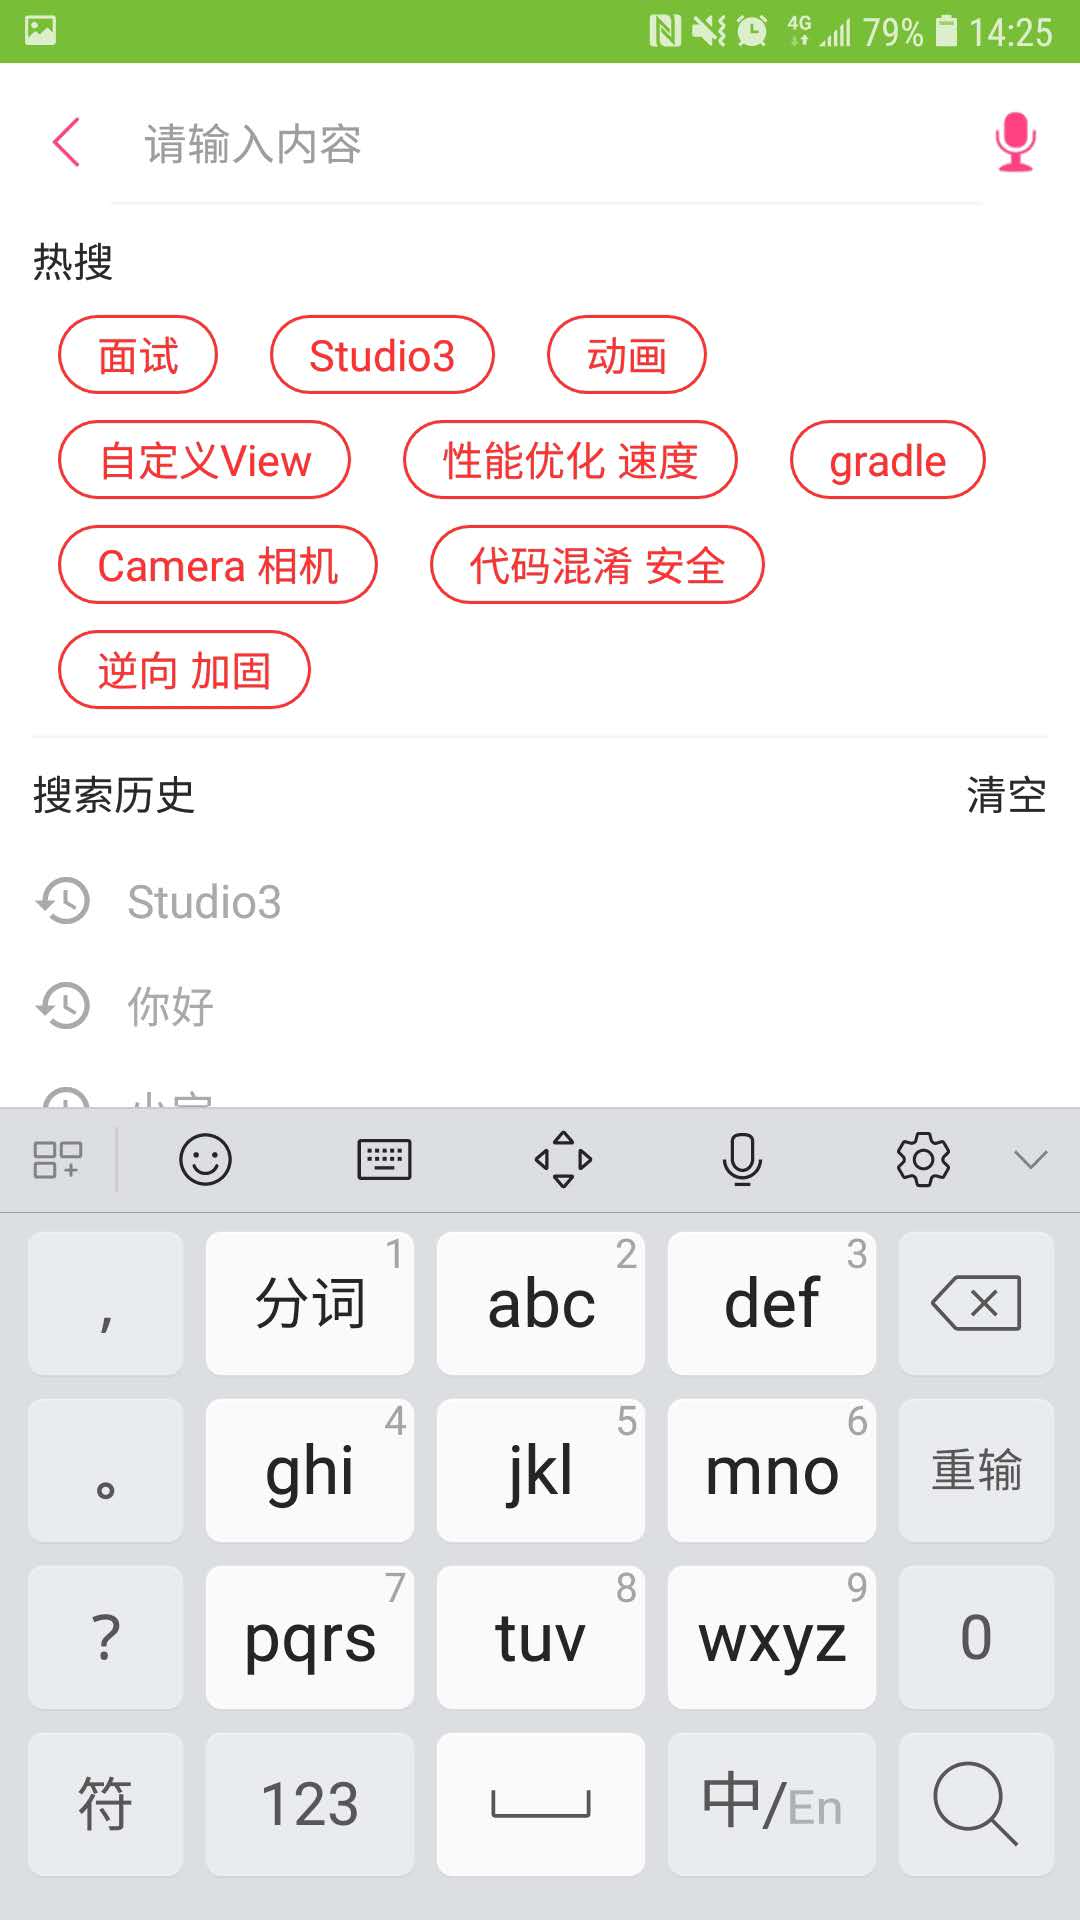 4G 79% 14:25
请输入内容
热搜
面试 Studio3 动画
自定义View 性能优化 速度 gradle
Camera 相机 代码混淆 安全
逆向 加固
搜索历史 清空
Studio3
你好
, 分词 1 abc 2 def 3
。 ghi 4 jkl 5 mno 6 重输
? pqrs 7 tuv 8 wxyz 9 0
符 123 中/En